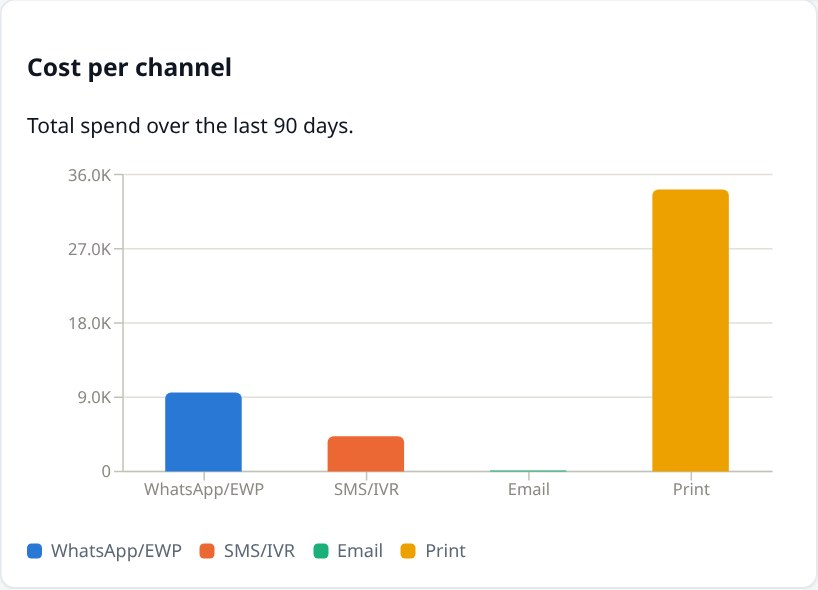 Cost per channel
Total spend over the last 90 days.
36.0K
27.0K
18.0K
9.0K
0
WhatsApp/EWP SMS/IVR Email Print
WhatsApp/EWP SMS/IVR Email Print